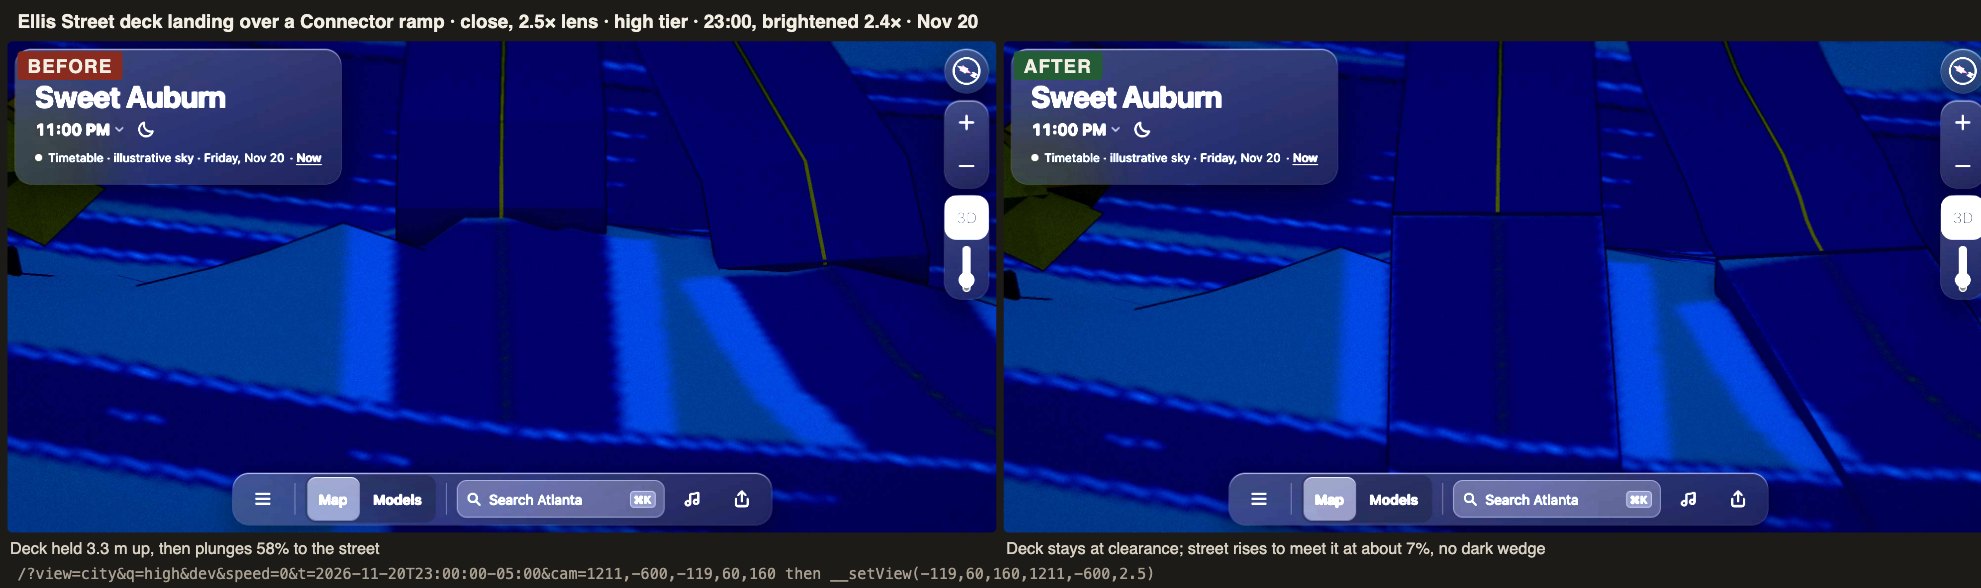 Ellis Street deck landing over a Connector ramp · close, 2.5× lens · high tier · 23:00, brightened 2.4× · Nov 20
BEFORE
Sweet Auburn
11:00 PM
Timetable · illustrative sky · Friday, Nov 20 · Now
+
−
3D
Map Models Search Atlanta ⌘K
Deck held 3.3 m up, then plunges 58% to the street
AFTER
Sweet Auburn
11:00 PM
Timetable · illustrative sky · Friday, Nov 20 · Now
+
−
3D
Map Models Search Atlanta ⌘K
Deck stays at clearance; street rises to meet it at about 7%, no dark wedge
/?view=city&q=high&dev&speed=0&t=2026-11-20T23:00:00-05:00&cam=1211,-600,-119,60,160 then __setView(-119,60,160,1211,-600,2.5)